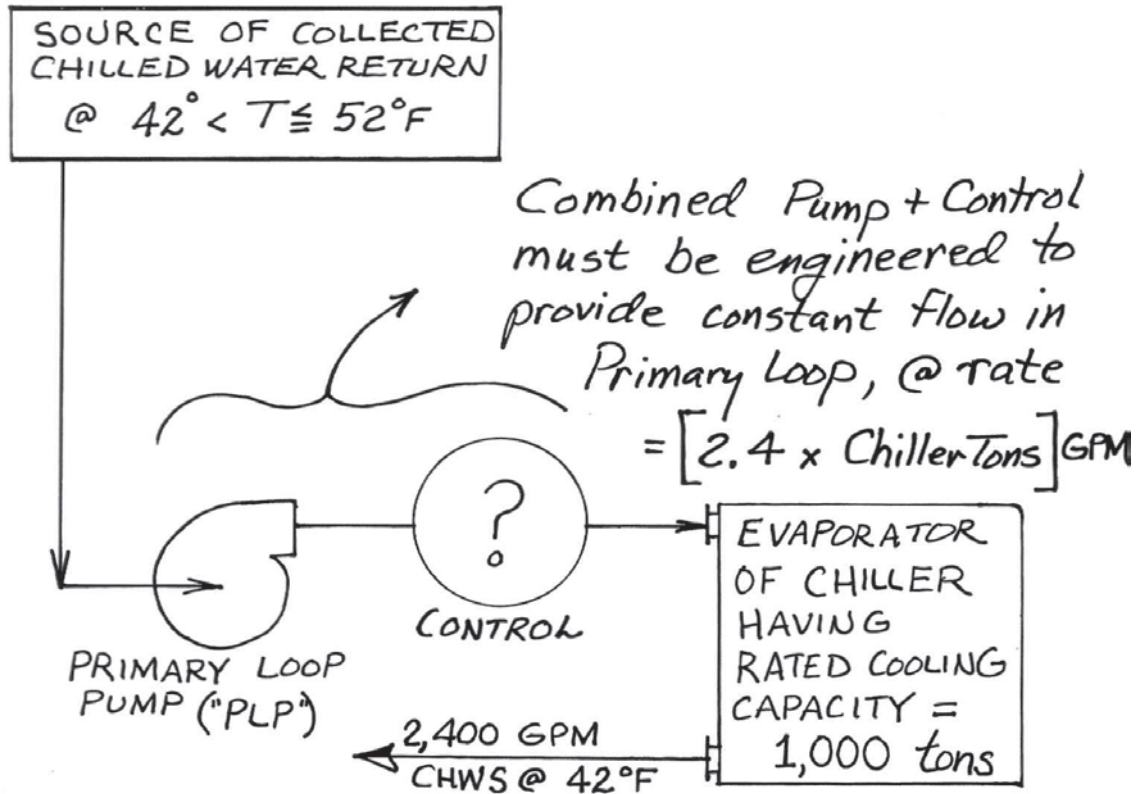 SOURCE OF COLLECTED
CHILLED WATER RETURN
@ 42° < T ≦ 52°F
Combined Pump + Control
must be engineered to
provide constant flow in
Primary Loop, @ rate
= [2.4 x Chiller Tons] GPM
?
CONTROL
PRIMARY LOOP
PUMP ("PLP")
EVAPORATOR
OF CHILLER
HAVING
RATED COOLING
CAPACITY =
1,000 tons
2,400 GPM
CHWS @ 42°F